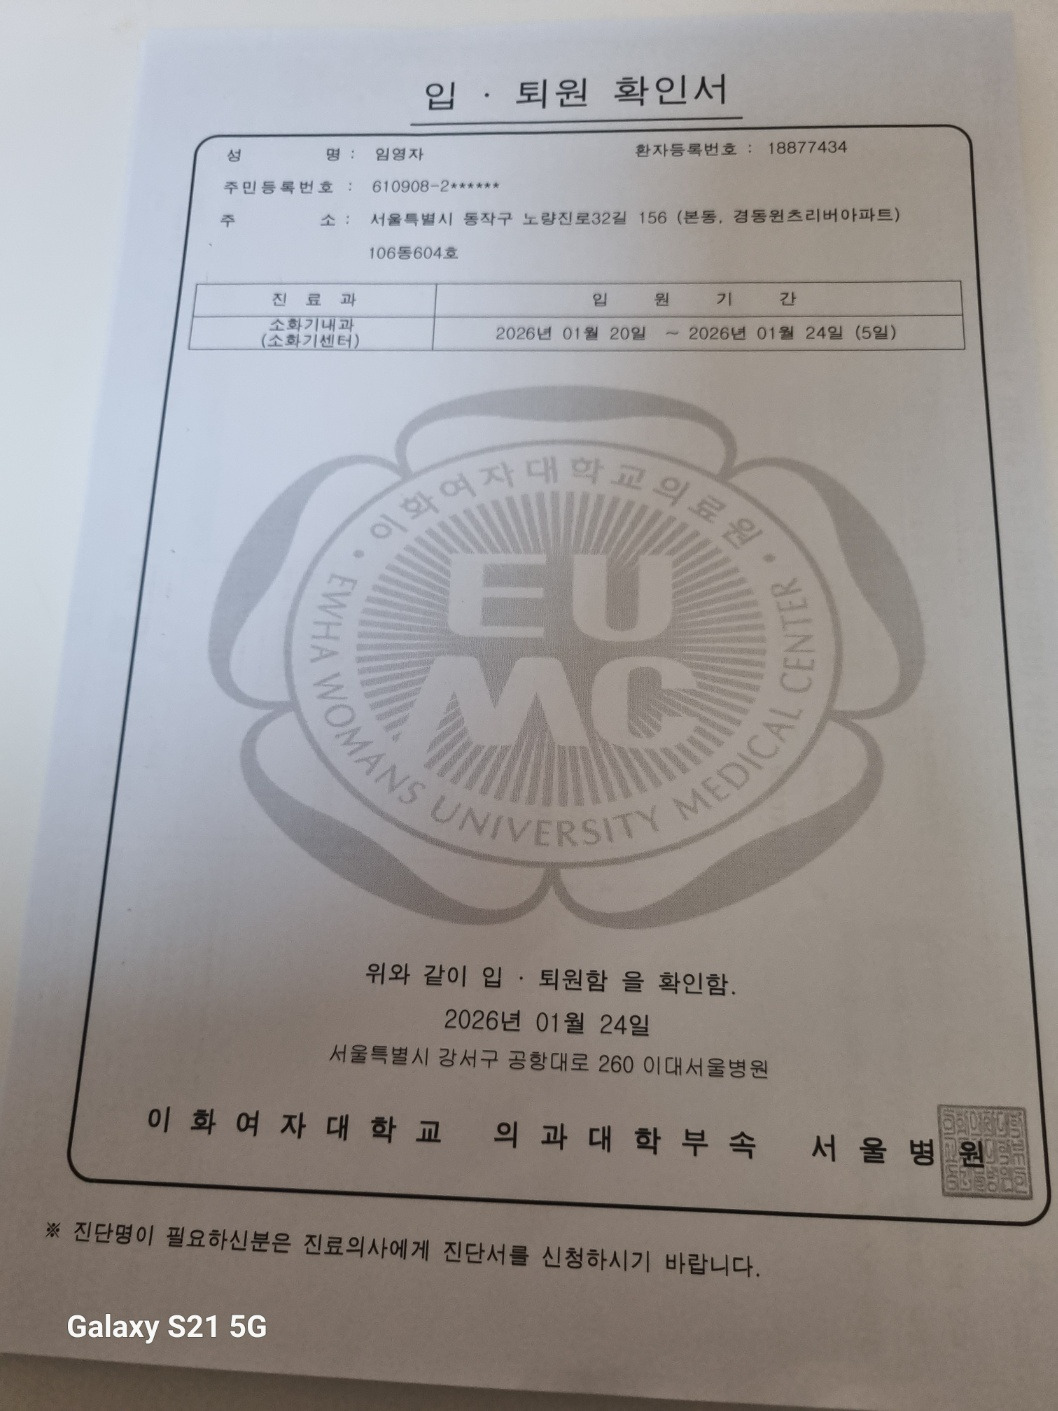 입 · 퇴원 확인서
성 명 : 임영자 환자등록번호 : 18877434
주민등록번호 : 610908-2******
주 소 : 서울특별시 동작구 노량진로32길 156 (본동, 경동윈츠리버아파트)
106동604호
진 료 과 입 원 기 간
소화기내과
(소화기센터) 2026년 01월 20일 ~ 2026년 01월 24일 (5일)
• 이화여자대학교의료원 •
EU
MC
EWHA WOMANS UNIVERSITY MEDICAL CENTER
위와 같이 입 · 퇴원함 을 확인함.
2026년 01월 24일
서울특별시 강서구 공항대로 260 이대서울병원
이 화 여 자 대 학 교 의 과 대 학 부 속 서 울 병 원
※ 진단명이 필요하신분은 진료의사에게 진단서를 신청하시기 바랍니다.
Galaxy S21 5G